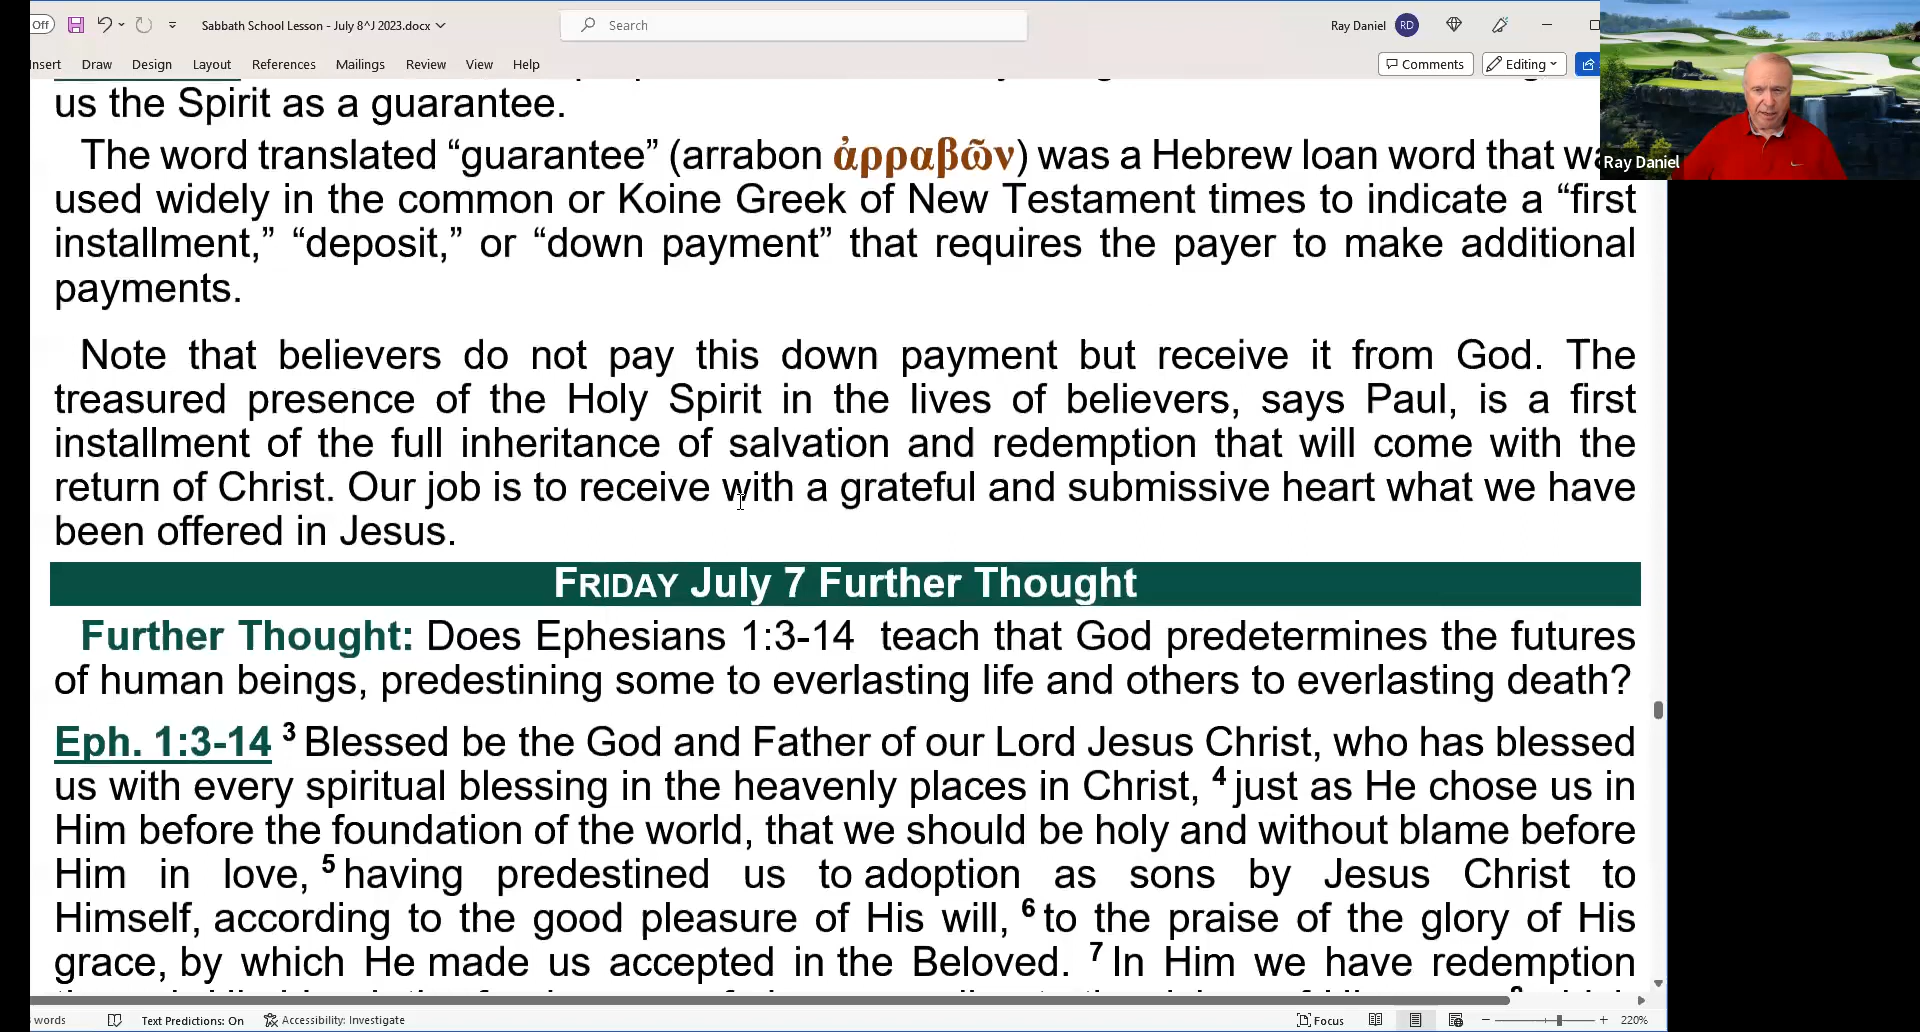 Off
Sabbath School Lesson - July 8^J 2023.docx
Search
Ray Daniel RD
Insert Draw Design Layout References Mailings Review View Help
Comments Editing
us the Spirit as a guarantee.
The word translated “guarantee” (arrabon ἀρραβῶν) was a Hebrew loan word that
used widely in the common or Koine Greek of New Testament times to indicate a “first
installment,” “deposit,” or “down payment” that requires the payer to make additional
payments.
Note that believers do not pay this down payment but receive it from God. The
treasured presence of the Holy Spirit in the lives of believers, says Paul, is a first
installment of the full inheritance of salvation and redemption that will come with the
return of Christ. Our job is to receive with a grateful and submissive heart what we have
been offered in Jesus.
FRIDAY July 7 Further Thought
Further Thought: Does Ephesians 1:3-14 teach that God predetermines the futures
of human beings, predestining some to everlasting life and others to everlasting death?
Eph. 1:3-14 3 Blessed be the God and Father of our Lord Jesus Christ, who has blessed
us with every spiritual blessing in the heavenly places in Christ, 4 just as He chose us in
Him before the foundation of the world, that we should be holy and without blame before
Him in love, 5 having predestined us to adoption as sons by Jesus Christ to
Himself, according to the good pleasure of His will, 6 to the praise of the glory of His
grace, by which He made us accepted in the Beloved. 7 In Him we have redemption
words Text Predictions: On Accessibility: Investigate Focus 220%
Ray Daniel